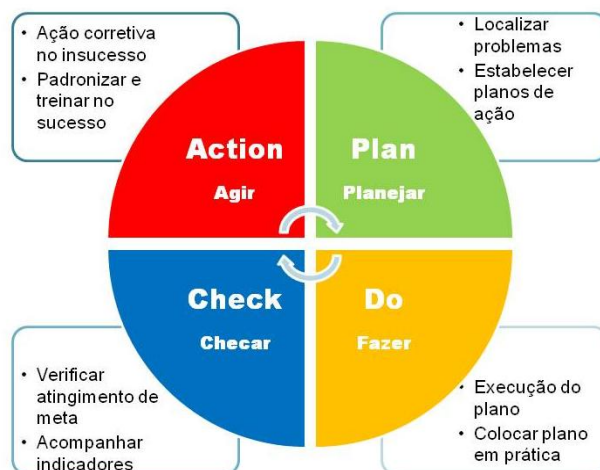 • Ação corretiva
no insucesso
• Padronizar e
treinar no
sucesso
• Localizar
problemas
• Estabelecer
planos de
ação
Action
Agir
Plan
Planejar
Check
Checar
Do
Fazer
• Verificar
atingimento de
meta
• Acompanhar
indicadores
• Execução do
plano
• Colocar plano
em prática